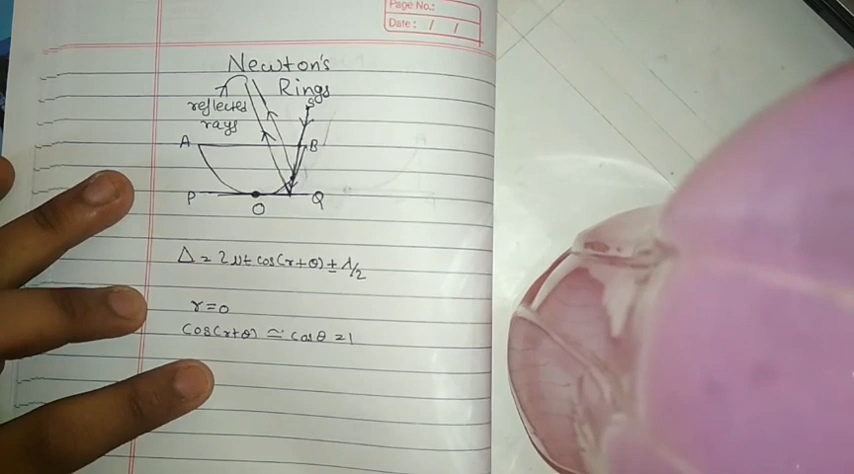 Page No.:
Date: / /
Newton's
Rings
reflected
rays
S
A
B
P
O
Q
Δ = 2μt cos(r+θ) ± λ/2
r=0
cos(r+θ) ≅ cosθ = 1